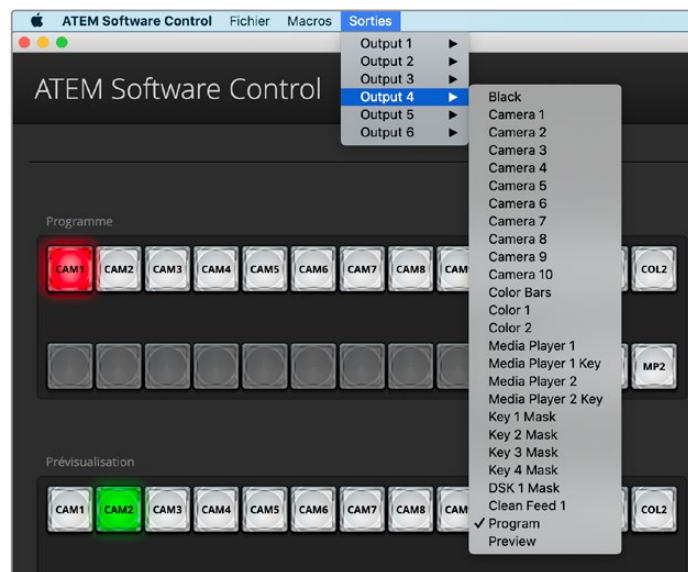 ATEM Software Control Fichier Macros Sorties
Output 1
Output 2
Output 3
Output 4
Output 5
Output 6
ATEM Software Control
Black
Camera 1
Camera 2
Camera 3
Camera 4
Camera 5
Camera 6
Camera 7
Camera 8
Camera 9
Camera 10
Color Bars
Color 1
Color 2
Media Player 1
Media Player 1 Key
Media Player 2
Media Player 2 Key
Key 1 Mask
Key 2 Mask
Key 3 Mask
Key 4 Mask
DSK 1 Mask
Clean Feed 1
✓ Program
Preview
Programme
CAM1 CAM2 CAM3 CAM4 CAM5 CAM6 CAM7 CAM8 CAM COL2
MP2
Prévisualisation
CAM1 CAM2 CAM3 CAM4 CAM5 CAM6 CAM7 CAM8 CAM COL2